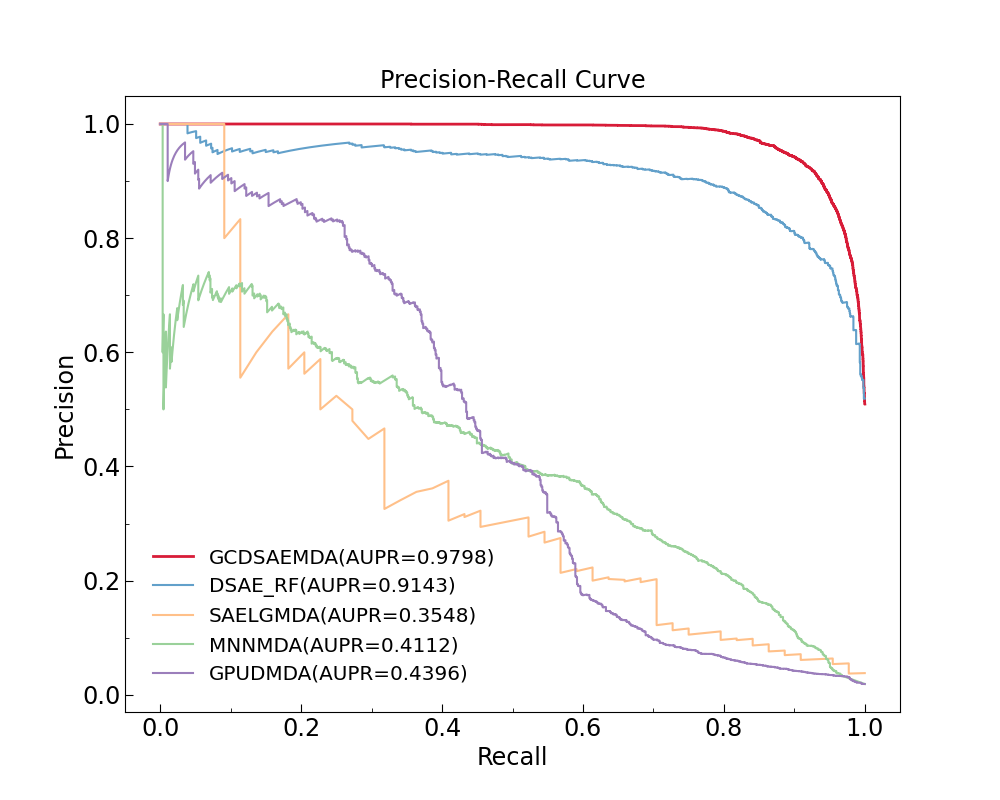 Precision-Recall Curve
1.0
0.8
0.6
0.4
0.2
0.0
Precision
GCDSAEMDA(AUPR=0.9798)
DSAE_RF(AUPR=0.9143)
SAELGMDA(AUPR=0.3548)
MNNMDA(AUPR=0.4112)
GPUDMDA(AUPR=0.4396)
0.0 0.2 0.4 0.6 0.8 1.0
Recall